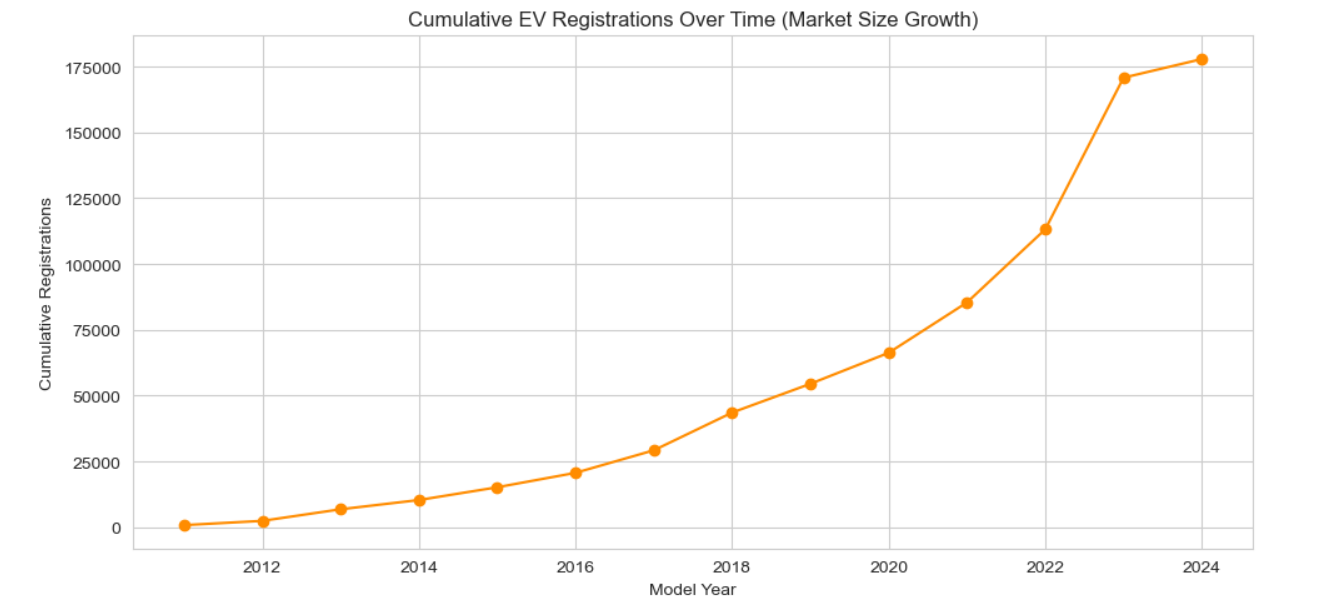 Cumulative EV Registrations Over Time (Market Size Growth)
Cumulative Registrations
175000
150000
125000
100000
75000
50000
25000
0
2012 2014 2016 2018 2020 2022 2024
Model Year